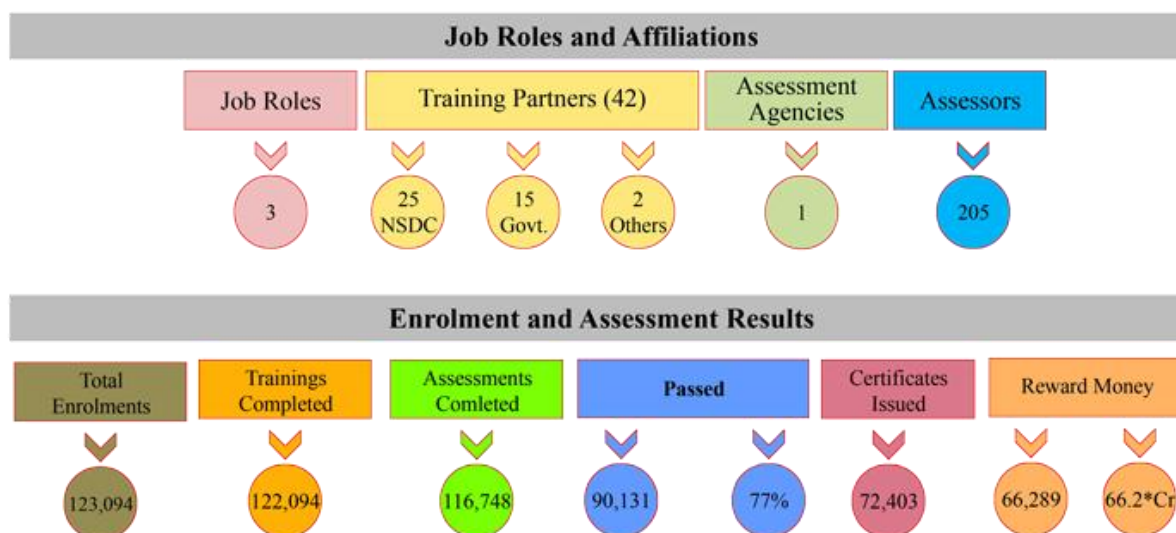 Job Roles and Affiliations
Job Roles
Training Partners (42)
Assessment
Agencies
Assessors
3
25
NSDC
15
Govt.
2
Others
1
205
Enrolment and Assessment Results
Total
Enrolments
Trainings
Completed
Assessments
Comleted
Passed
Certificates
Issued
Reward Money
123,094
122,094
116,748
90,131
77%
72,403
66,289
66.2*Cr